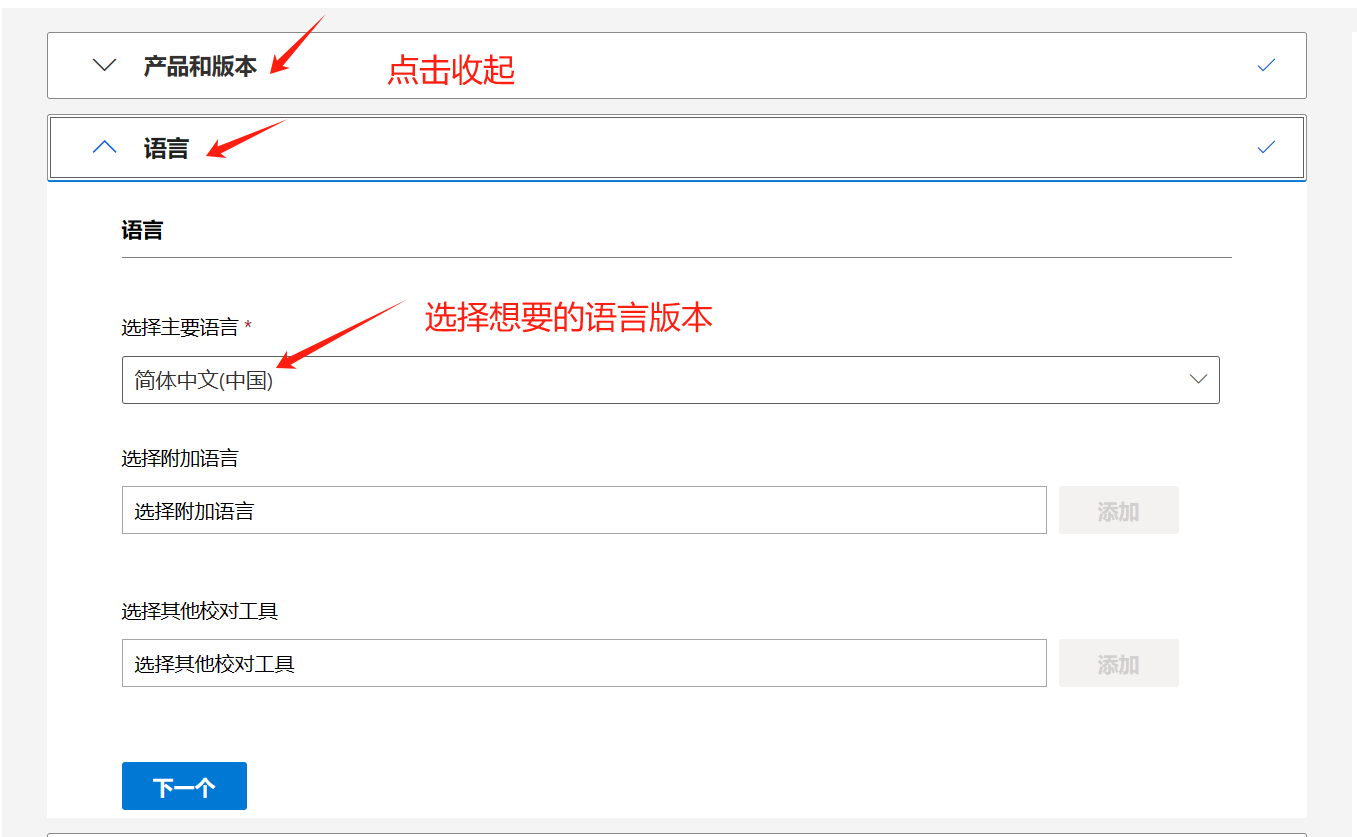 产品和版本
点击收起
语言
语言
选择主要语言 *
选择想要的语言版本
简体中文(中国)
选择附加语言
选择附加语言
添加
选择其他校对工具
选择其他校对工具
添加
下一个